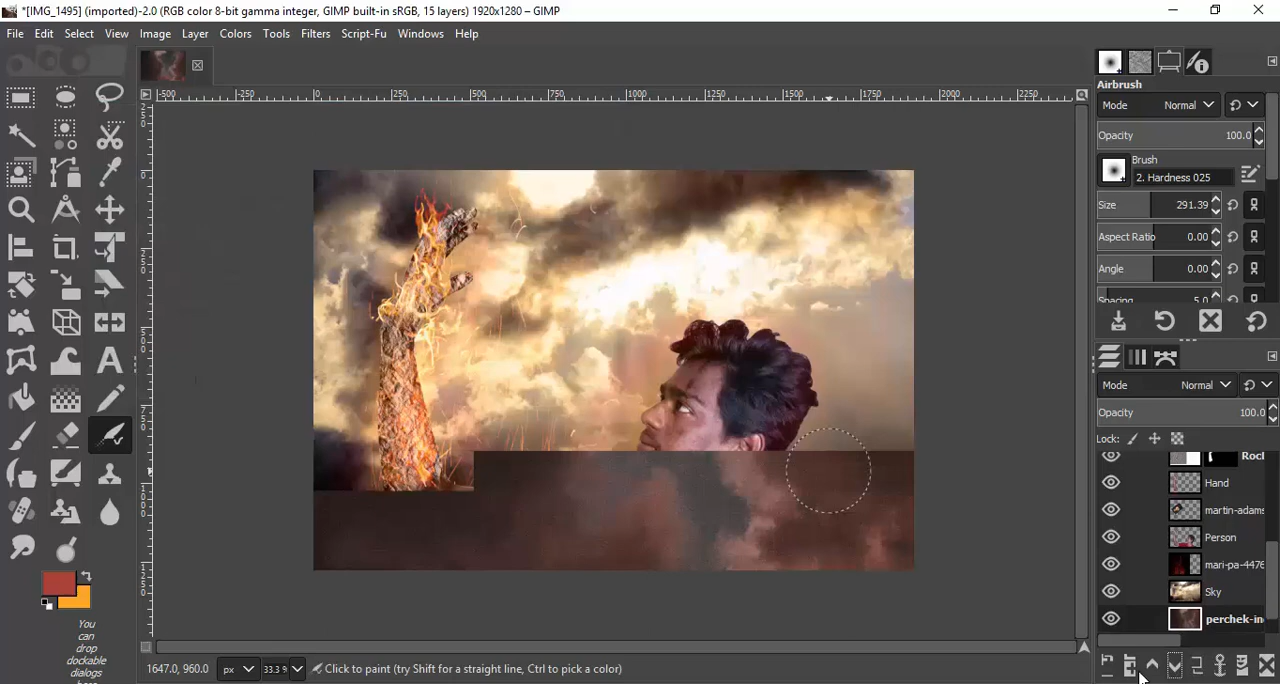 *[IMG_1495] (imported)-2.0 (RGB color 8-bit gamma integer, GIMP built-in sRGB, 15 layers) 1920x1280 – GIMP
File Edit Select View Image Layer Colors Tools Filters Script-Fu Windows Help
-500 -250 0 250 500 750 1000 1250 1500 1750 2000 2250
Airbrush
Mode Normal
Opacity 100.0
Brush
2. Hardness 025
Size 291.39
Aspect Ratio 0.00
Angle 0.00
Spacing 5.0
Mode Normal
Opacity 100.0
Lock:
Rock
Hand
martin-adams
Person
mari-pa-4476
Sky
perchek-in
You
can
drop
dockable
dialogs
here
1647.0, 960.0 px 33.3 % Click to paint (try Shift for a straight line, Ctrl to pick a color)